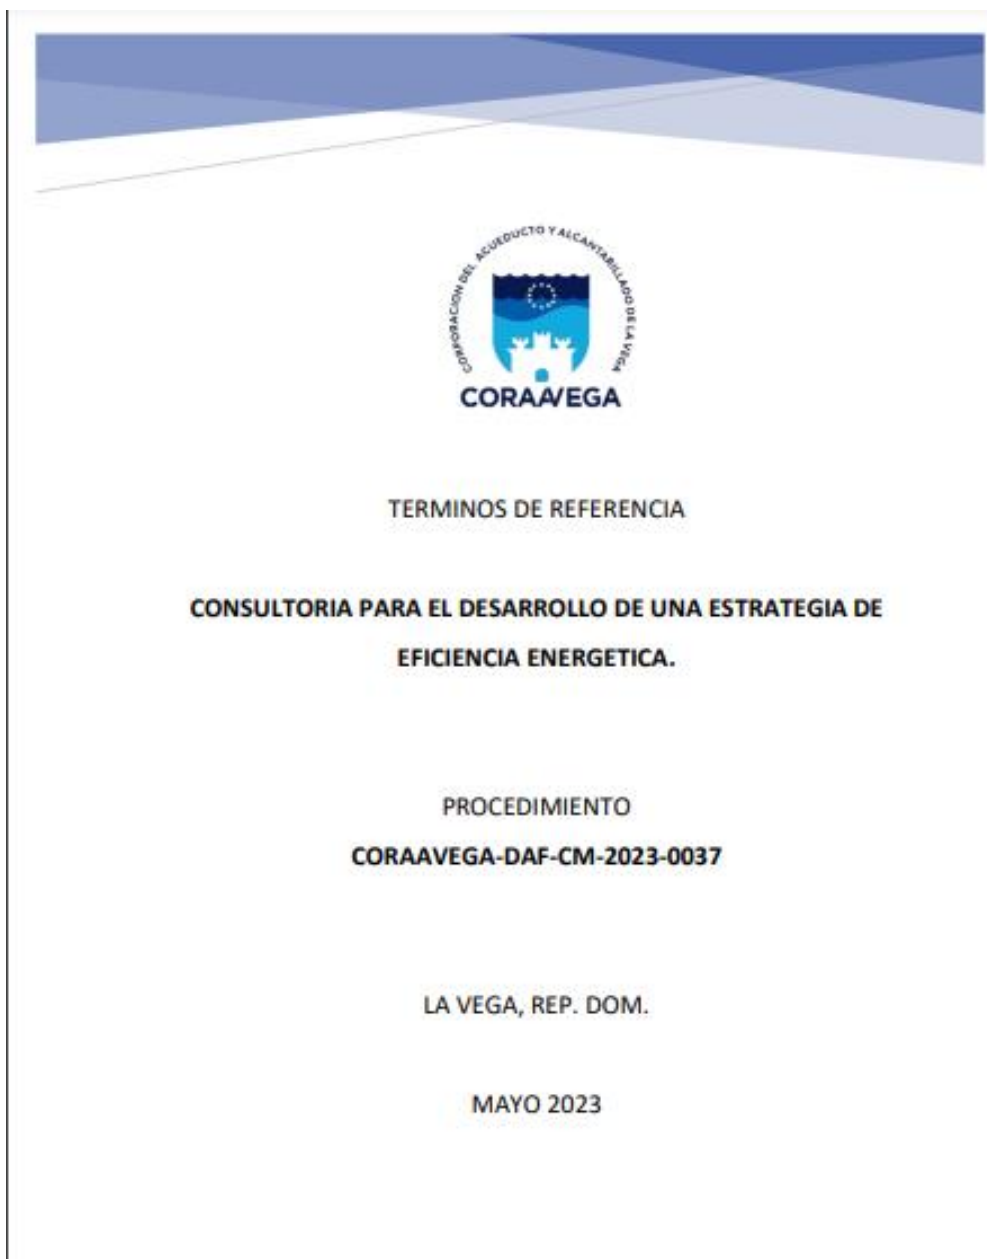 CORPORACION DEL ACUEDUCTO Y ALCANTARILLADO DE LA VEGA
CORAAVEGA
TERMINOS DE REFERENCIA
CONSULTORIA PARA EL DESARROLLO DE UNA ESTRATEGIA DE
EFICIENCIA ENERGETICA.
PROCEDIMIENTO
CORAAVEGA-DAF-CM-2023-0037
LA VEGA, REP. DOM.
MAYO 2023